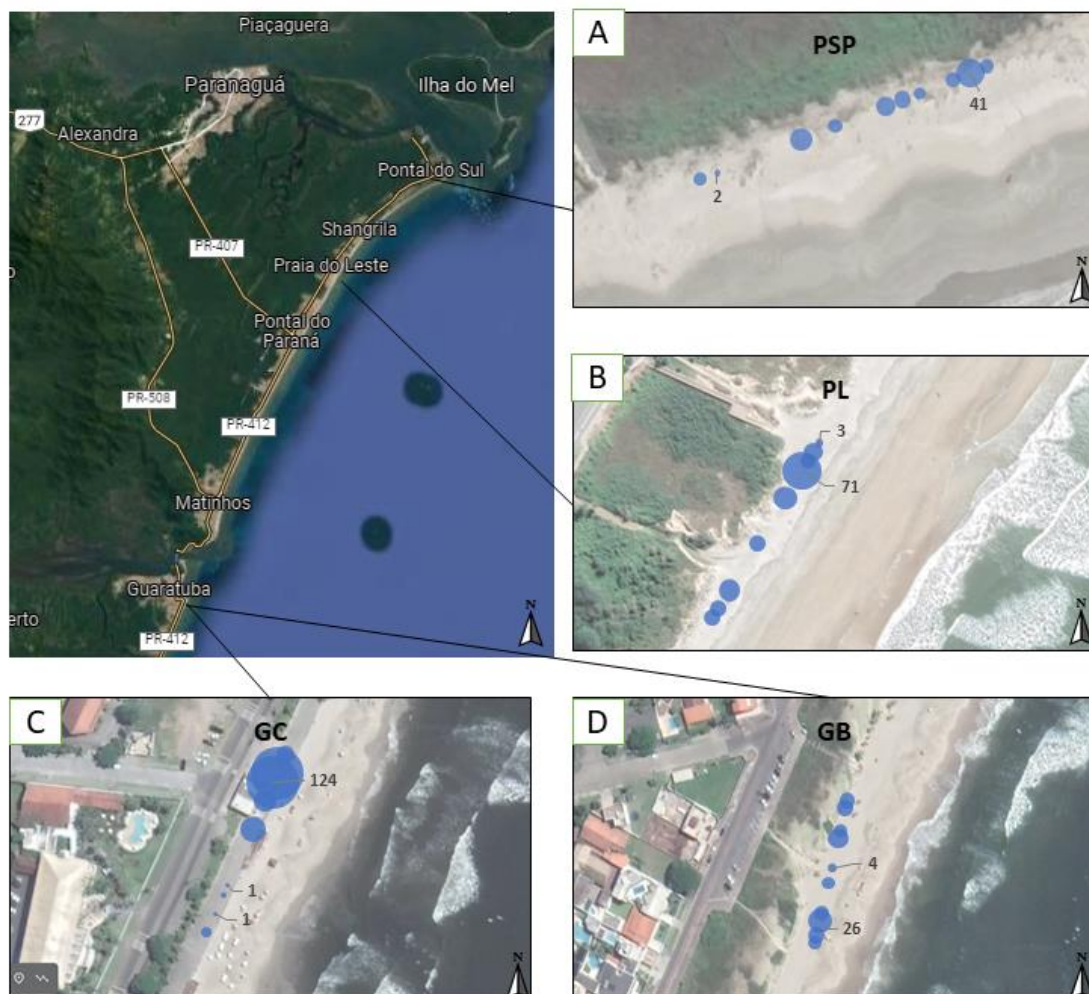 Piaçaguera
Paranaguá
Ilha do Mel
277
Alexandra
Pontal do Sul
Shangrila
PR-407
Praia do Leste
Pontal do
Paraná
PR-508
PR-412
Matinhos
Guaratuba
erto
PR-412
N
A
PSP
41
2
N
B
PL
3
71
N
C
GC
124
1
1
N
D
GB
4
26
N